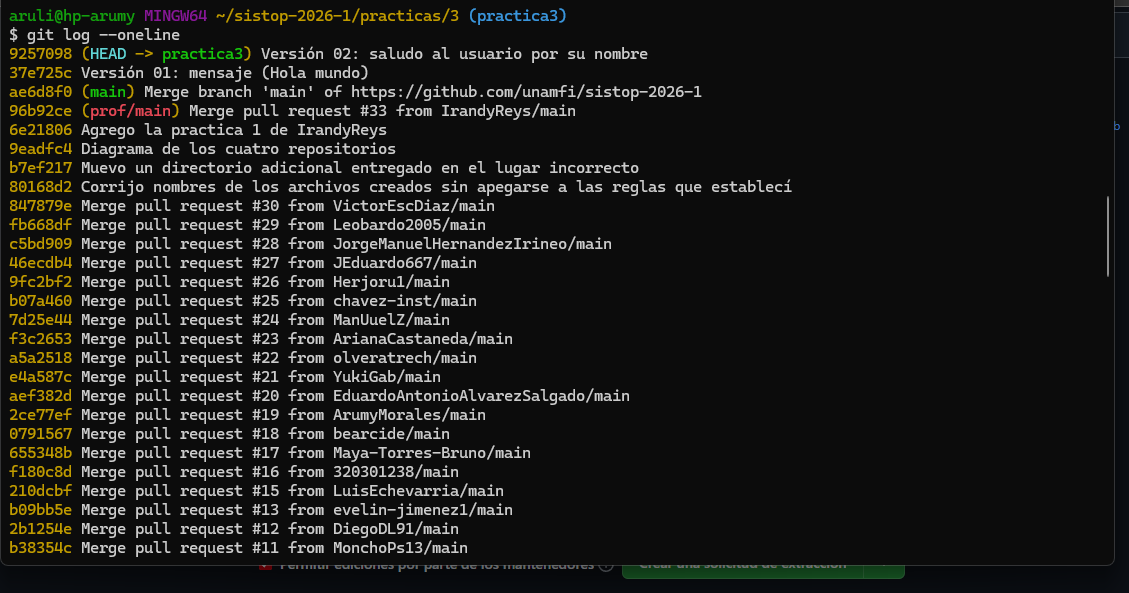 aruli@hp-arumy MINGW64 ~/sistop-2026-1/practicas/3 (practica3)
$ git log --oneline
9257098 (HEAD -> practica3) Versión 02: saludo al usuario por su nombre
37e725c Versión 01: mensaje (Hola mundo)
ae6d8f0 (main) Merge branch 'main' of https://github.com/unamfi/sistop-2026-1
96b92ce (prof/main) Merge pull request #33 from IrandyReys/main
6e21806 Agrego la practica 1 de IrandyReys
9eadfc4 Diagrama de los cuatro repositorios
b7ef217 Muevo un directorio adicional entregado en el lugar incorrecto
80168d2 Corrijo nombres de los archivos creados sin apegarse a las reglas que establecí
847879e Merge pull request #30 from VictorEscDiaz/main
fb668df Merge pull request #29 from Leobardo2005/main
c5bd909 Merge pull request #28 from JorgeManuelHernandezIrineo/main
46ecdb4 Merge pull request #27 from JEduardo667/main
9fc2bf2 Merge pull request #26 from Herjoru1/main
b07a460 Merge pull request #25 from chavez-inst/main
7d25e44 Merge pull request #24 from ManUuelZ/main
f3c2653 Merge pull request #23 from ArianaCastaneda/main
a5a2518 Merge pull request #22 from olveratrech/main
e4a587c Merge pull request #21 from YukiGab/main
aef382d Merge pull request #20 from EduardoAntonioAlvarezSalgado/main
2ce77ef Merge pull request #19 from ArumyMorales/main
0791567 Merge pull request #18 from bearcide/main
655348b Merge pull request #17 from Maya-Torres-Bruno/main
f180c8d Merge pull request #16 from 320301238/main
210dcbf Merge pull request #15 from LuisEchevarria/main
b09bb5e Merge pull request #13 from evelin-jimenez1/main
2b1254e Merge pull request #12 from DiegoDL91/main
b38354c Merge pull request #11 from MonchoPs13/main
Permitir ediciones por parte de los mantenedores
Crear una solicitud de extracción